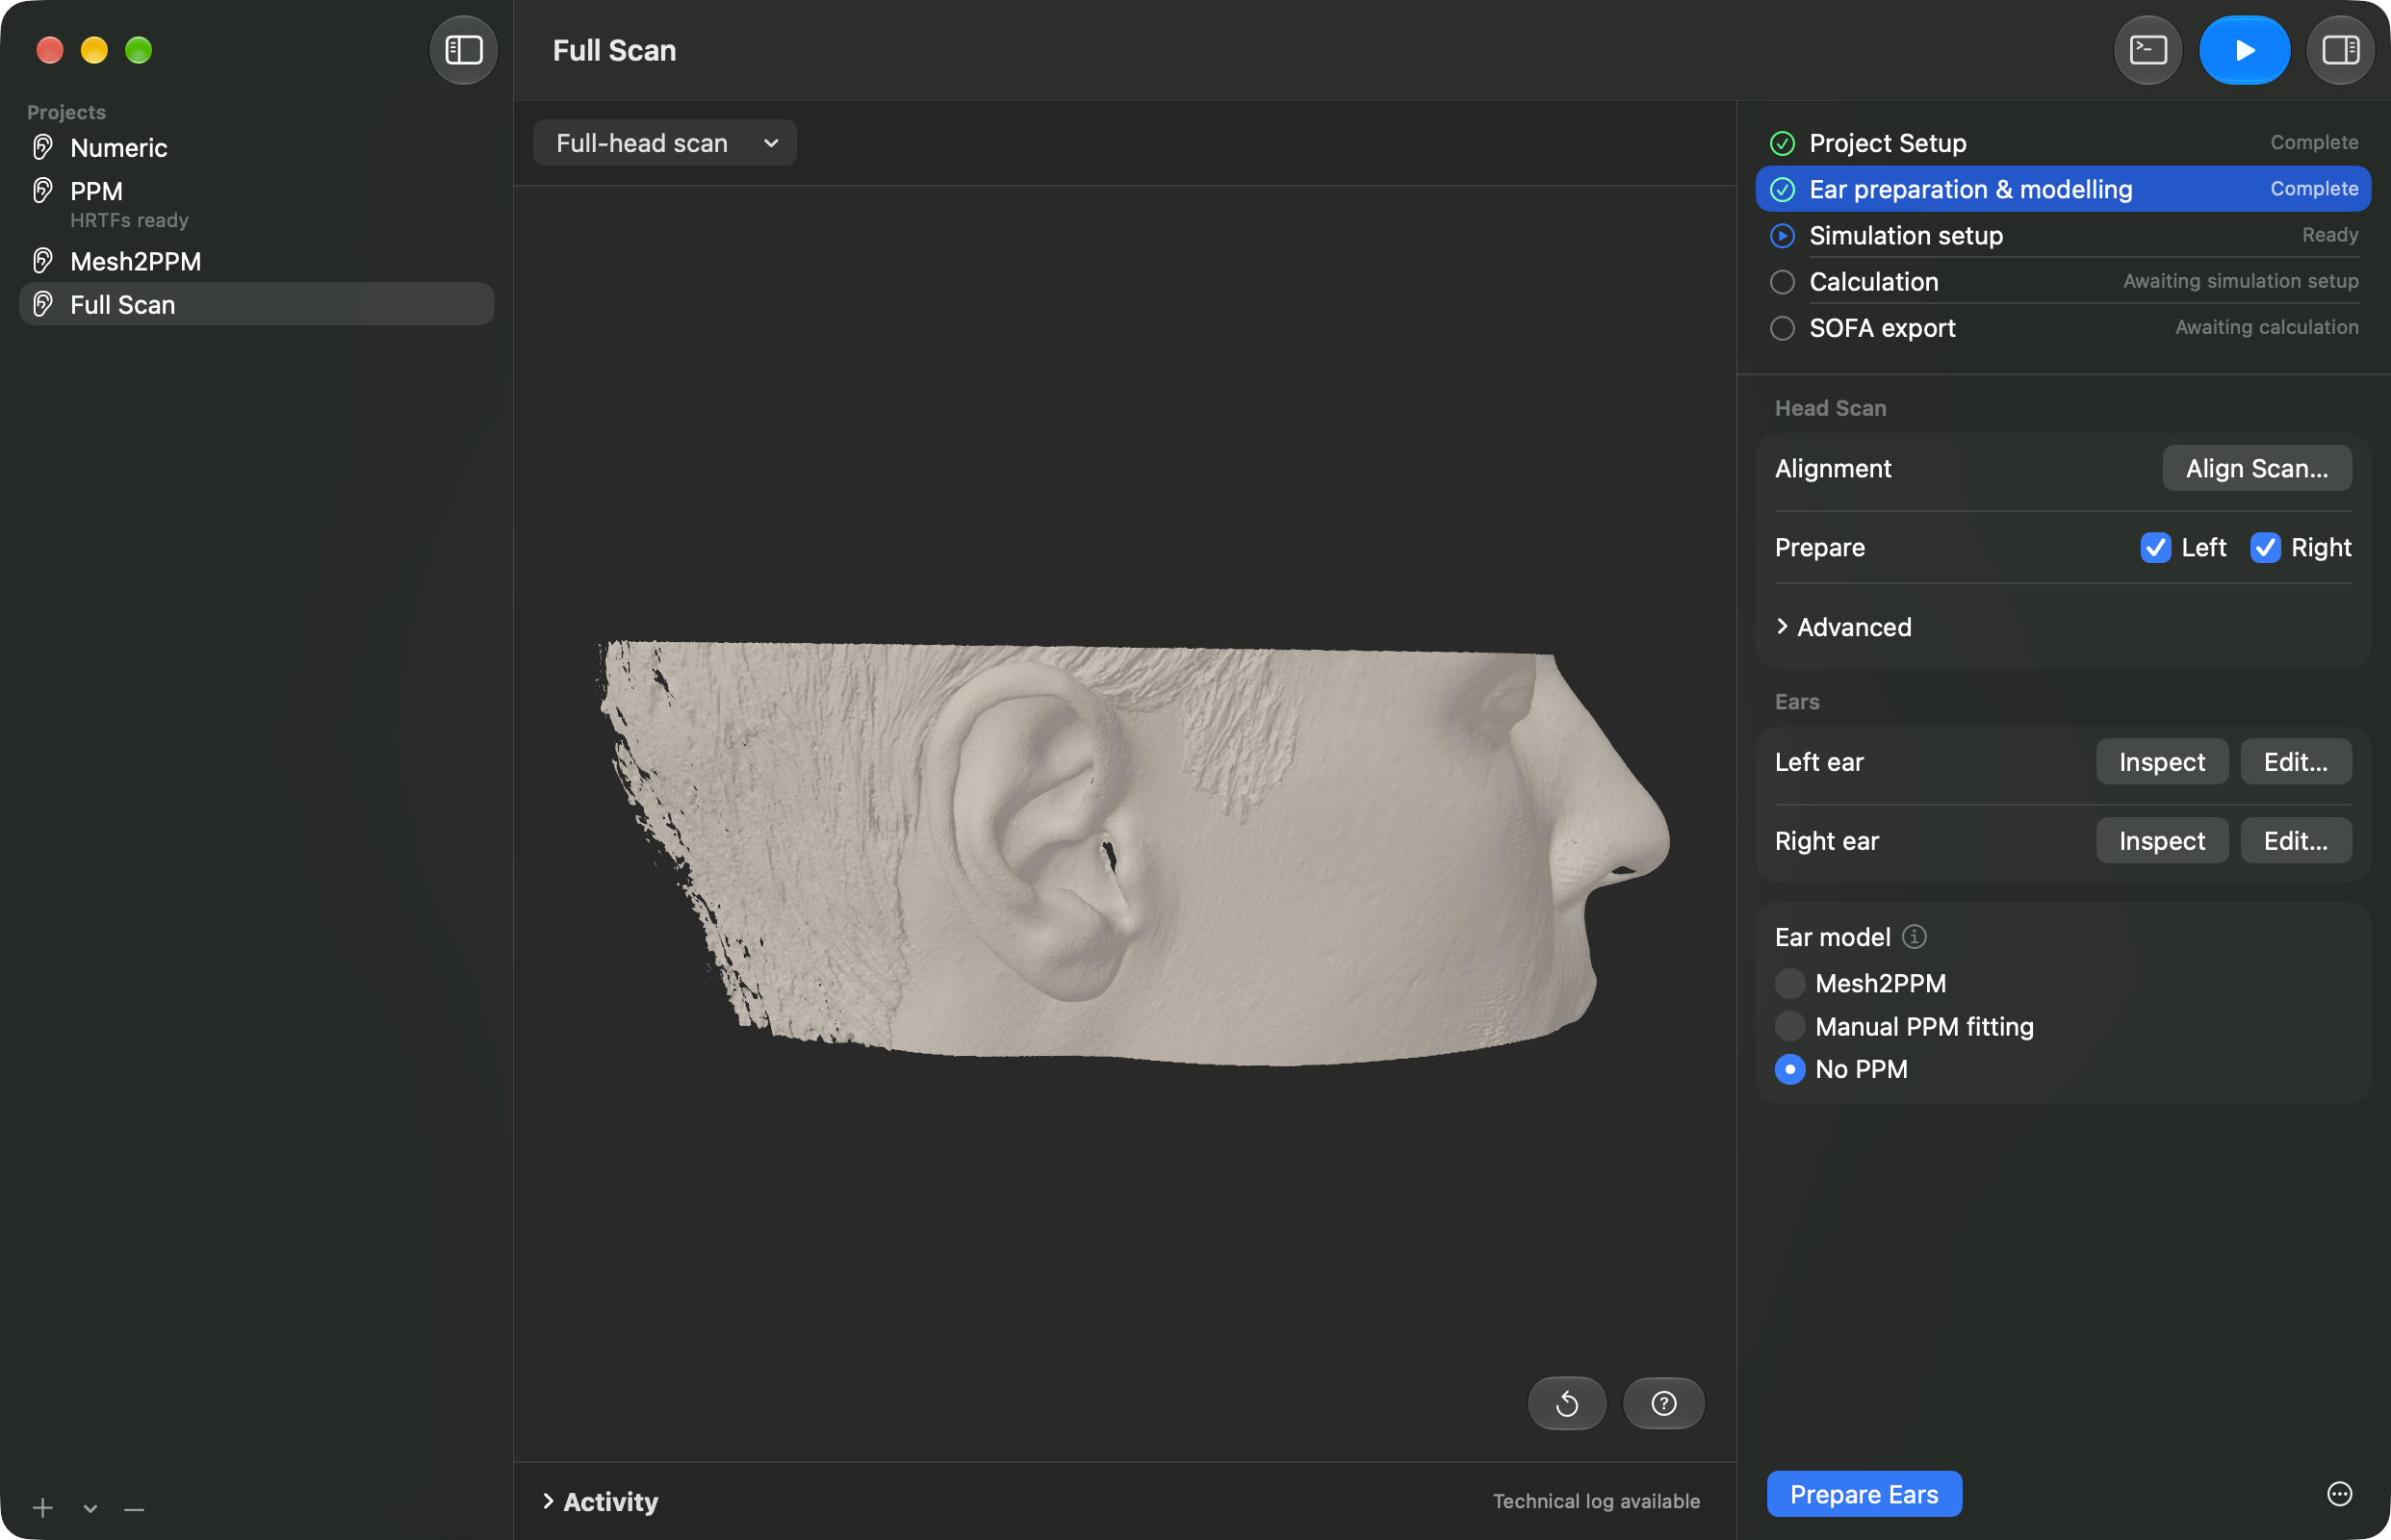 Full Scan
Projects
Numeric
PPM
HRTFs ready
Mesh2PPM
Full Scan
Full-head scan
Activity
Technical log available
Project Setup Complete
Ear preparation & modelling Complete
Simulation setup Ready
Calculation Awaiting simulation setup
SOFA export Awaiting calculation
Head Scan
Alignment Align Scan...
Prepare Left Right
Advanced
Ears
Left ear Inspect Edit...
Right ear Inspect Edit...
Ear model
Mesh2PPM
Manual PPM fitting
No PPM
Prepare Ears